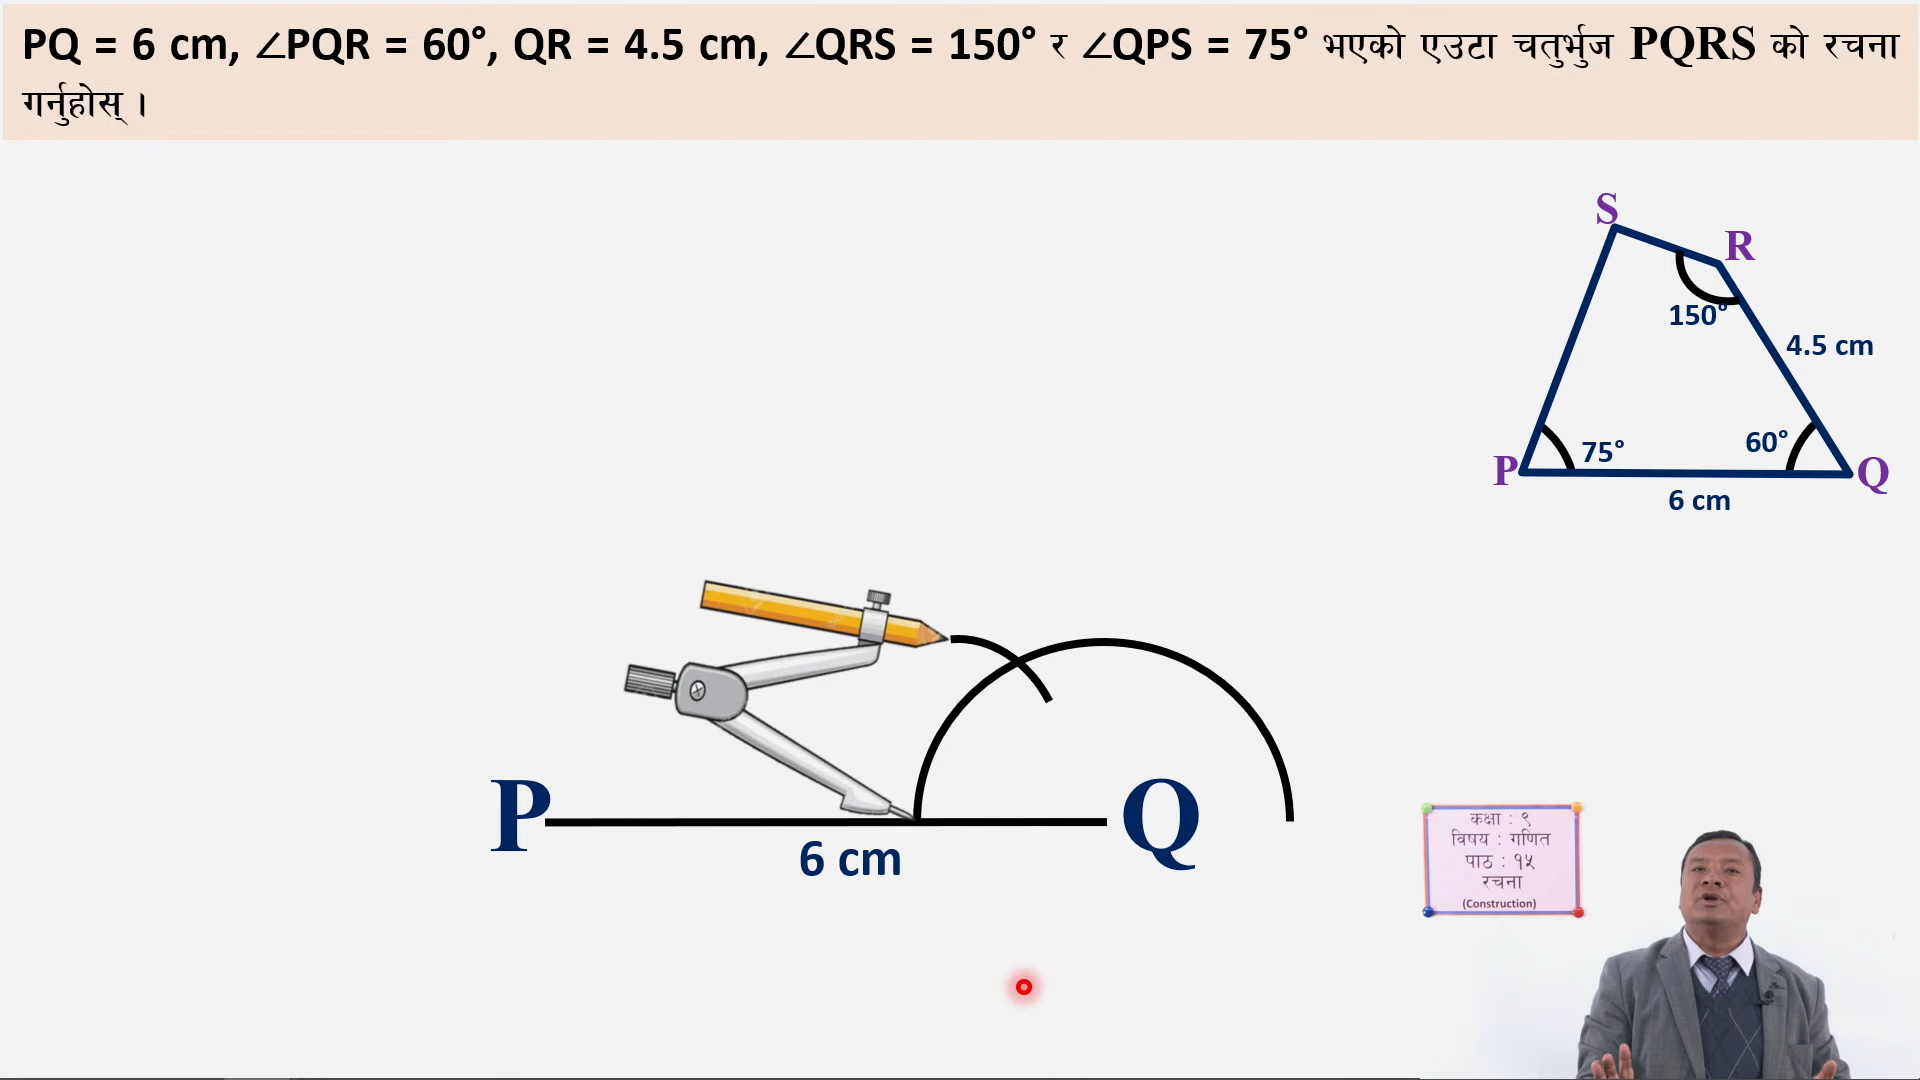 PQ = 6 cm, ∠PQR = 60°, QR = 4.5 cm, ∠QRS = 150° र ∠QPS = 75° भएको एउटा चतुर्भुज PQRS को रचना
गर्नुहोस् ।
S
R
150°
4.5 cm
75°
60°
P
Q
6 cm
P
Q
6 cm
कक्षा : ९
विषय : गणित
पाठ : १५
रचना
(Construction)